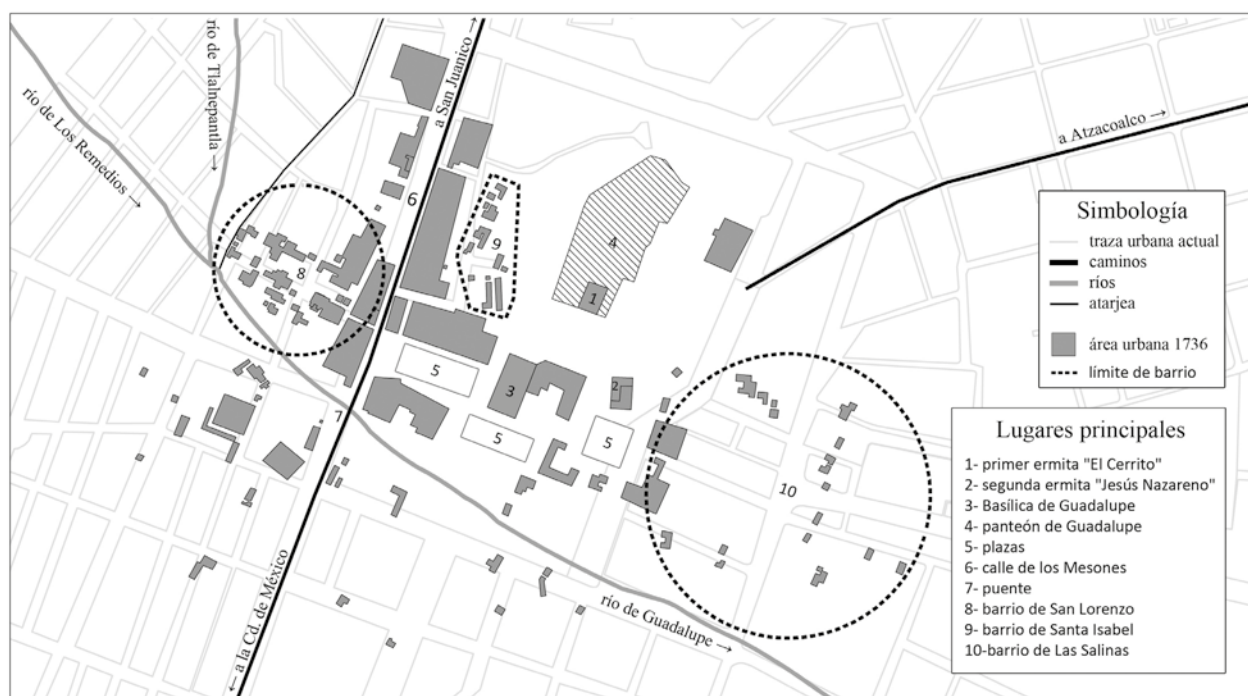 río de Los Remedios →
río de Tlalnepantla →
a San Juanico →
a Atzacoalco →
6
9
8
4
1
5
3
2
5
5
7
10
río de Guadalupe →
← a la Cd. de México
Simbología
traza urbana actual
caminos
ríos
atarjea
área urbana 1736
límite de barrio
Lugares principales
1- primer ermita "El Cerrito"
2- segunda ermita "Jesús Nazareno"
3- Basílica de Guadalupe
4- panteón de Guadalupe
5- plazas
6- calle de los Mesones
7- puente
8- barrio de San Lorenzo
9- barrio de Santa Isabel
10-barrio de Las Salinas